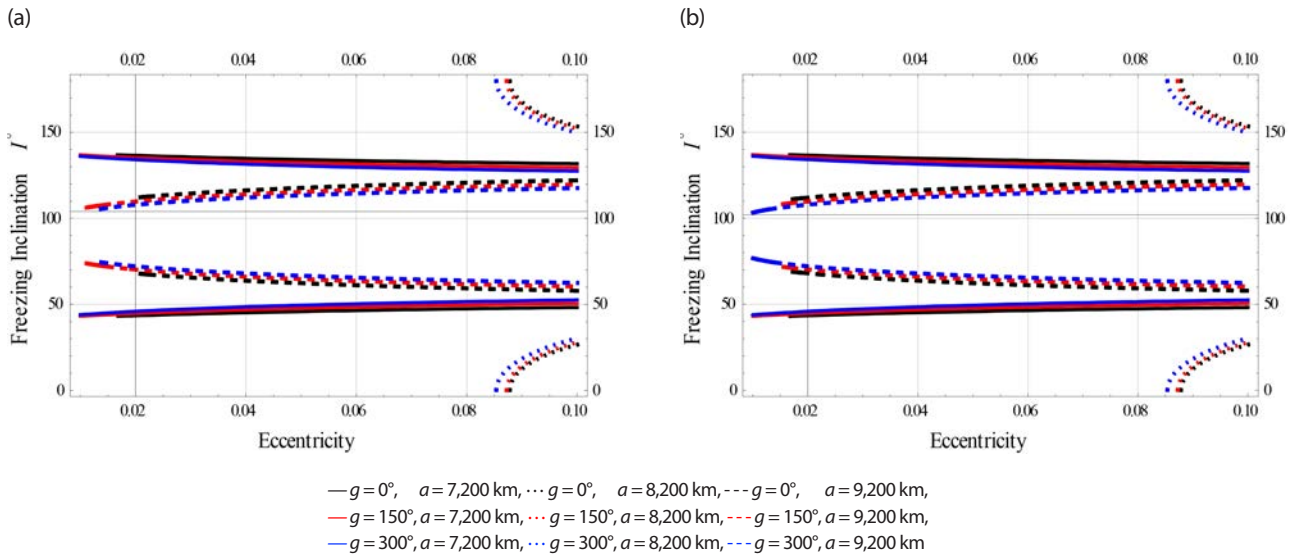 (a)
(b)
0.02 0.04 0.06 0.08 0.10
0.02 0.04 0.06 0.08 0.10
Freezing Inclination I°
150
100
50
0
150
100
50
0
0.02 0.04 0.06 0.08 0.10
Eccentricity
Freezing Inclination I°
150
100
50
0
150
100
50
0
0.02 0.04 0.06 0.08 0.10
Eccentricity
— g = 0°, a = 7,200 km, ··· g = 0°, a = 8,200 km, --- g = 0°, a = 9,200 km,
— g = 150°, a = 7,200 km, ··· g = 150°, a = 8,200 km, --- g = 150°, a = 9,200 km,
— g = 300°, a = 7,200 km, ··· g = 300°, a = 8,200 km, --- g = 300°, a = 9,200 km